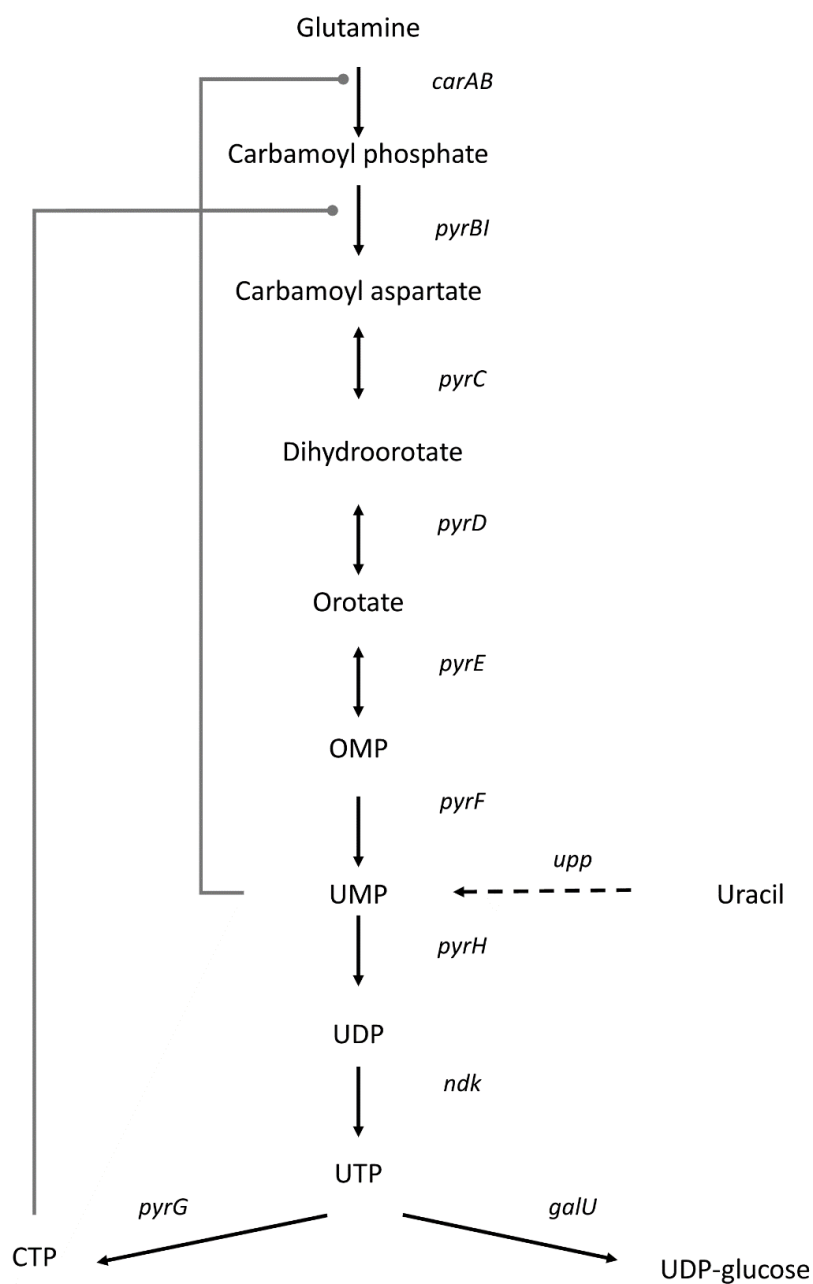 Glutamine
carAB
Carbamoyl phosphate
pyrBI
Carbamoyl aspartate
pyrC
Dihydroorotate
pyrD
Orotate
pyrE
OMP
pyrF
upp
UMP
Uracil
pyrH
UDP
ndk
UTP
pyrG
galU
CTP
UDP-glucose